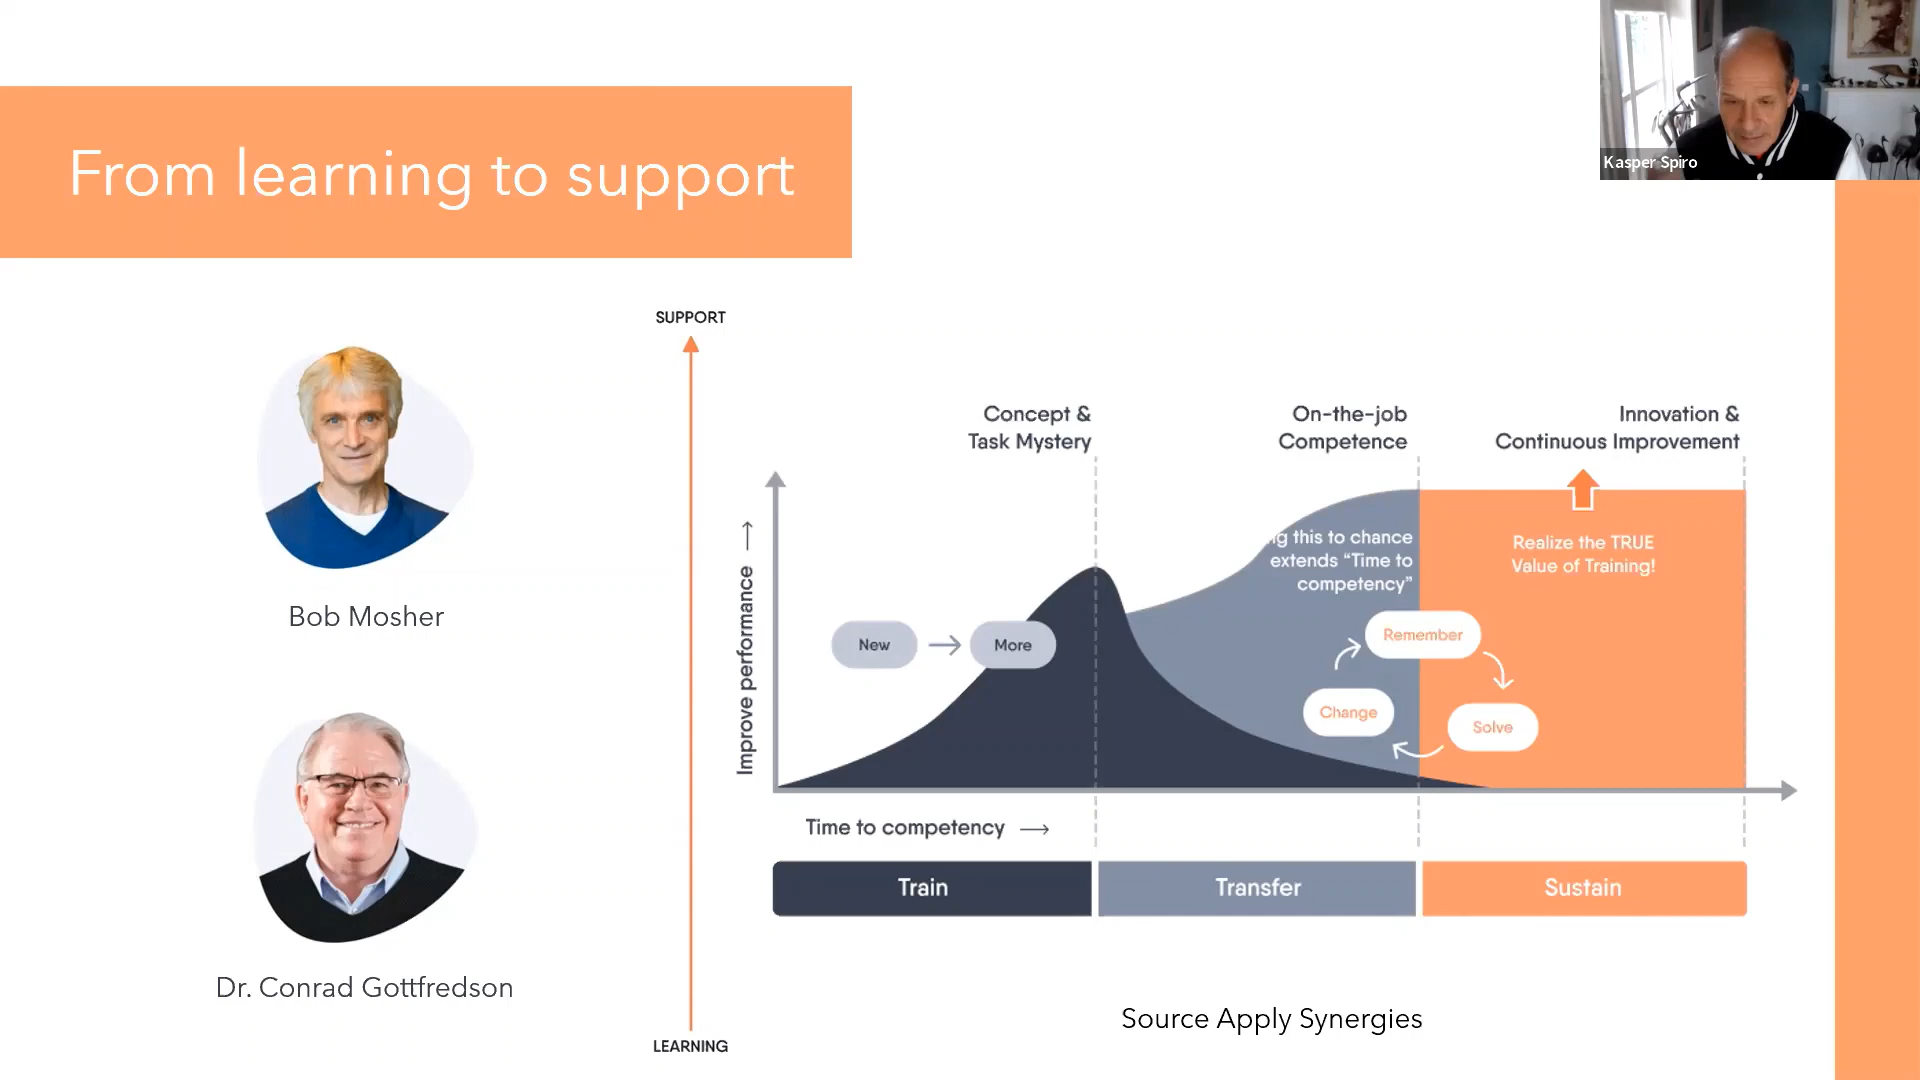 Kasper Spiro
From learning to support
SUPPORT
Bob Mosher
Dr. Conrad Gottfredson
LEARNING
Concept &
Task Mystery
On-the-job
Competence
Innovation &
Continuous Improvement
Improve performance
New
More
g this to chance
extends “Time to
competency”
Realize the TRUE
Value of Training!
Remember
Change
Solve
Time to competency
Train
Transfer
Sustain
Source Apply Synergies